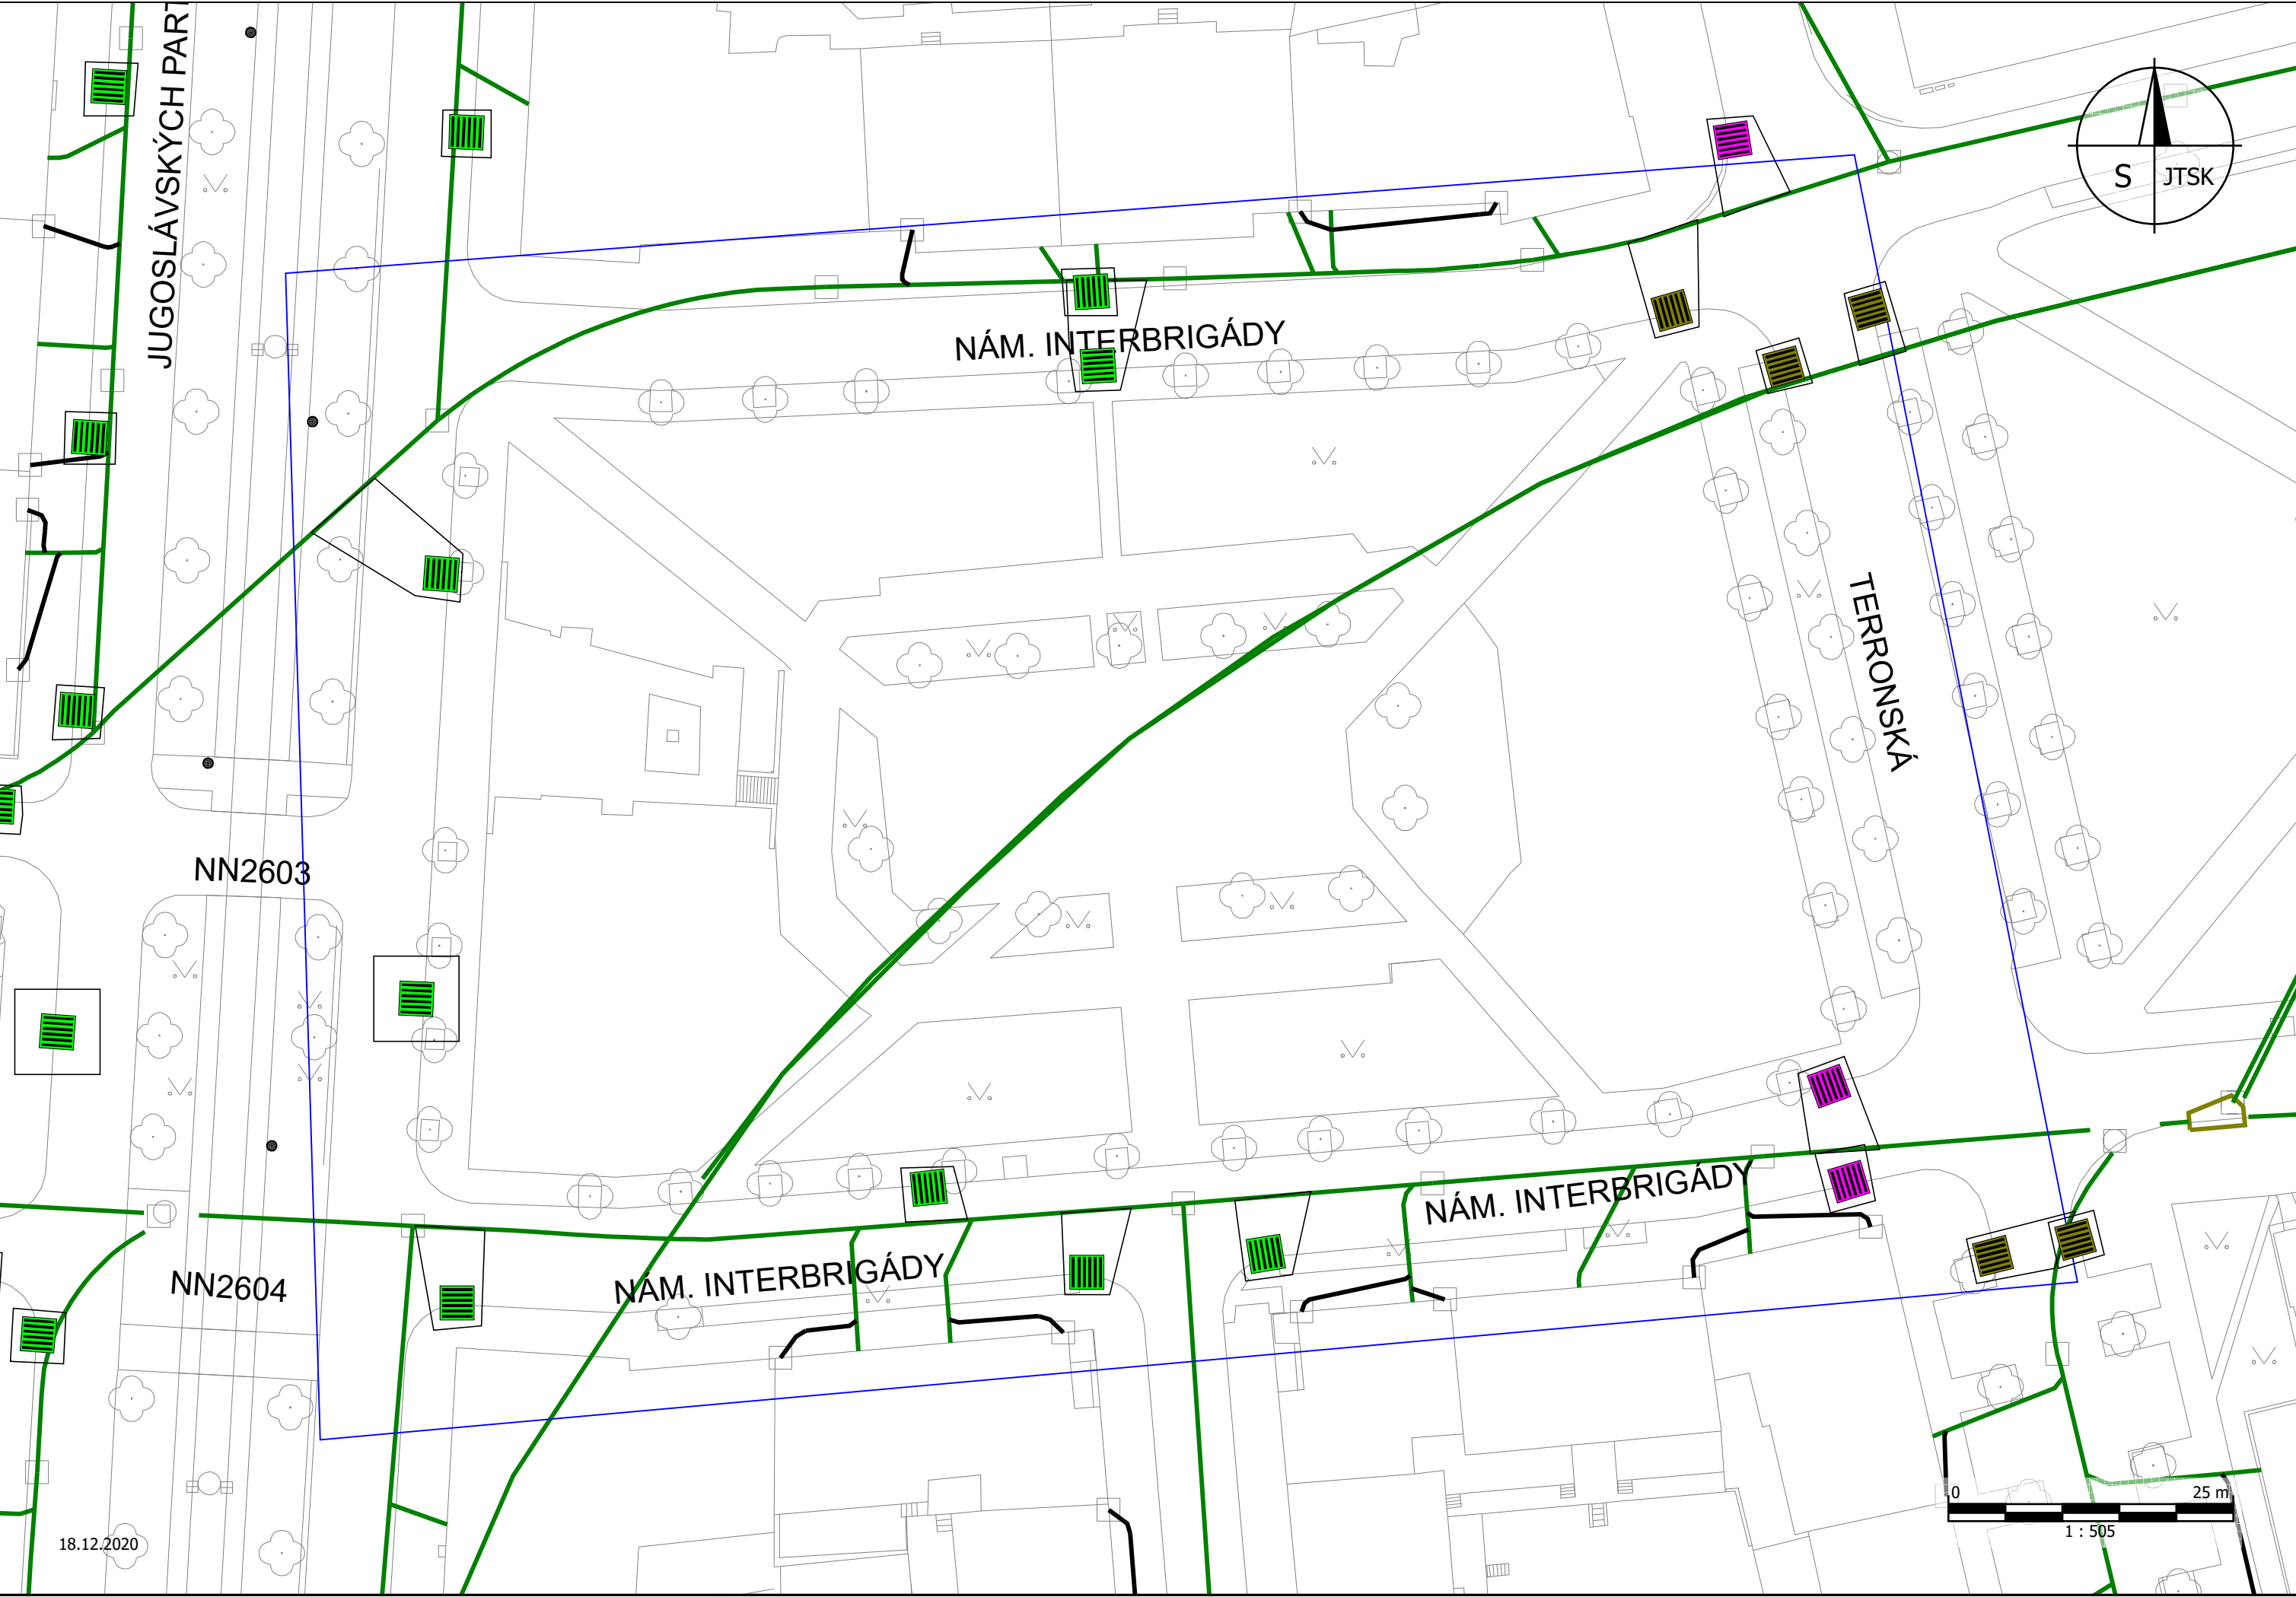 JUGOSLÁVSKÝCH PART
S JTSK
NÁM. INTERBRIGÁDY
TERRONSKÁ
NN2603
NÁM. INTERBRIGÁDY
NN2604
NÁM. INTERBRIGÁDY
0 25 m
1 : 505
18.12.2020